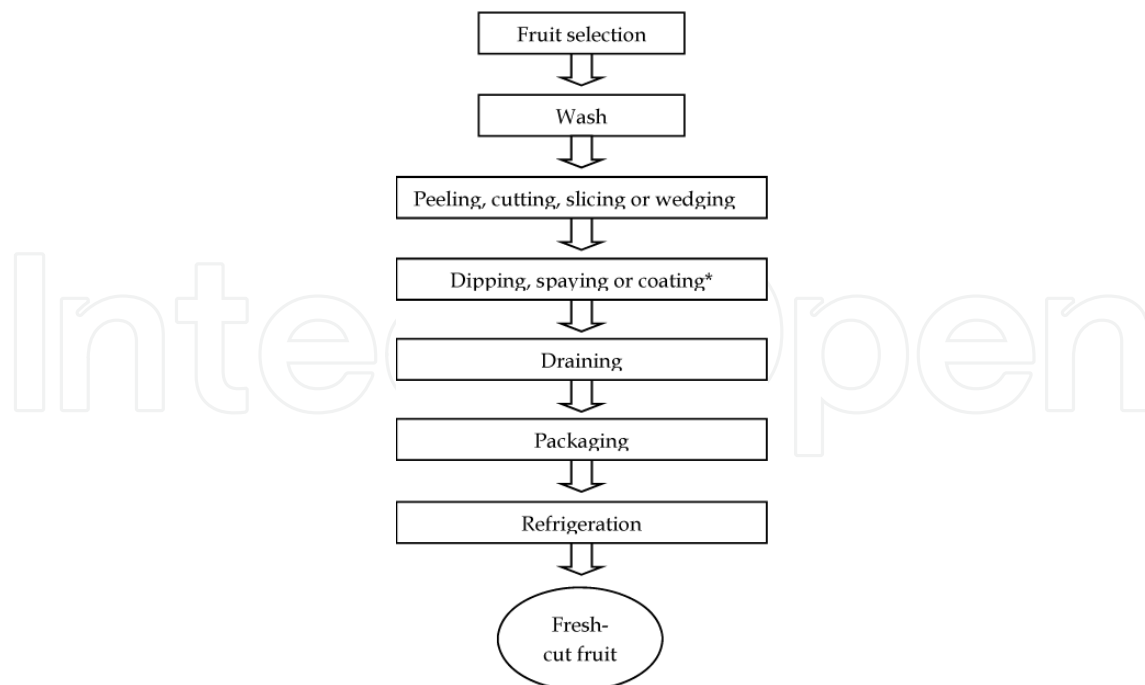 Fruit selection
Wash
Peeling, cutting, slicing or wedging
Dipping, spaying or coating*
Draining
Packaging
Refrigeration
Fresh-
cut fruit